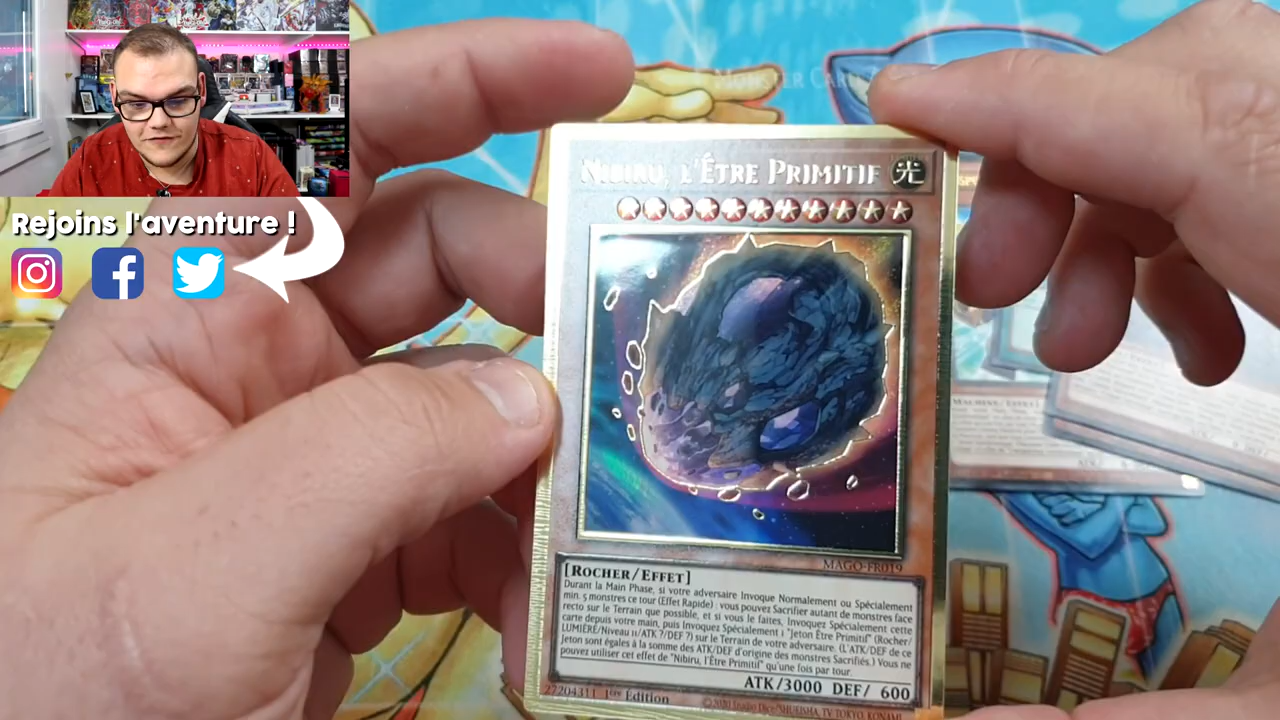 Rejoins l'aventure !
MONSTER CAR
NIBIRU, L'ÊTRE PRIMITIF 光
MAGO-FR019
[ROCHER/EFFET]
Durant la Main Phase, si votre adversaire Invoque Normalement ou Spécialement
min. 5 monstres ce tour (Effet Rapide) : vous pouvez Sacrifier autant de monstres face
recto sur le Terrain que possible, et si vous le faites, Invoquez Spécialement cette
carte depuis votre main, puis Invoquez Spécialement 1 "Jeton Être Primitif" (Rocher/
LUMIÈRE/Niveau 11/ATK ?/DEF ?) sur le Terrain de votre adversaire. (L'ATK/DEF de ce
Jeton sont égales à la somme des ATK/DEF d'origine des monstres Sacrifiés.) Vous ne
pouvez utiliser cet effet de "Nibiru, l'Être Primitif" qu'une fois par tour.
ATK/3000 DEF/ 600
27204311 1ère Édition
©2020 Studio Dice/SHUEISHA, TV TOKYO, KONAMI